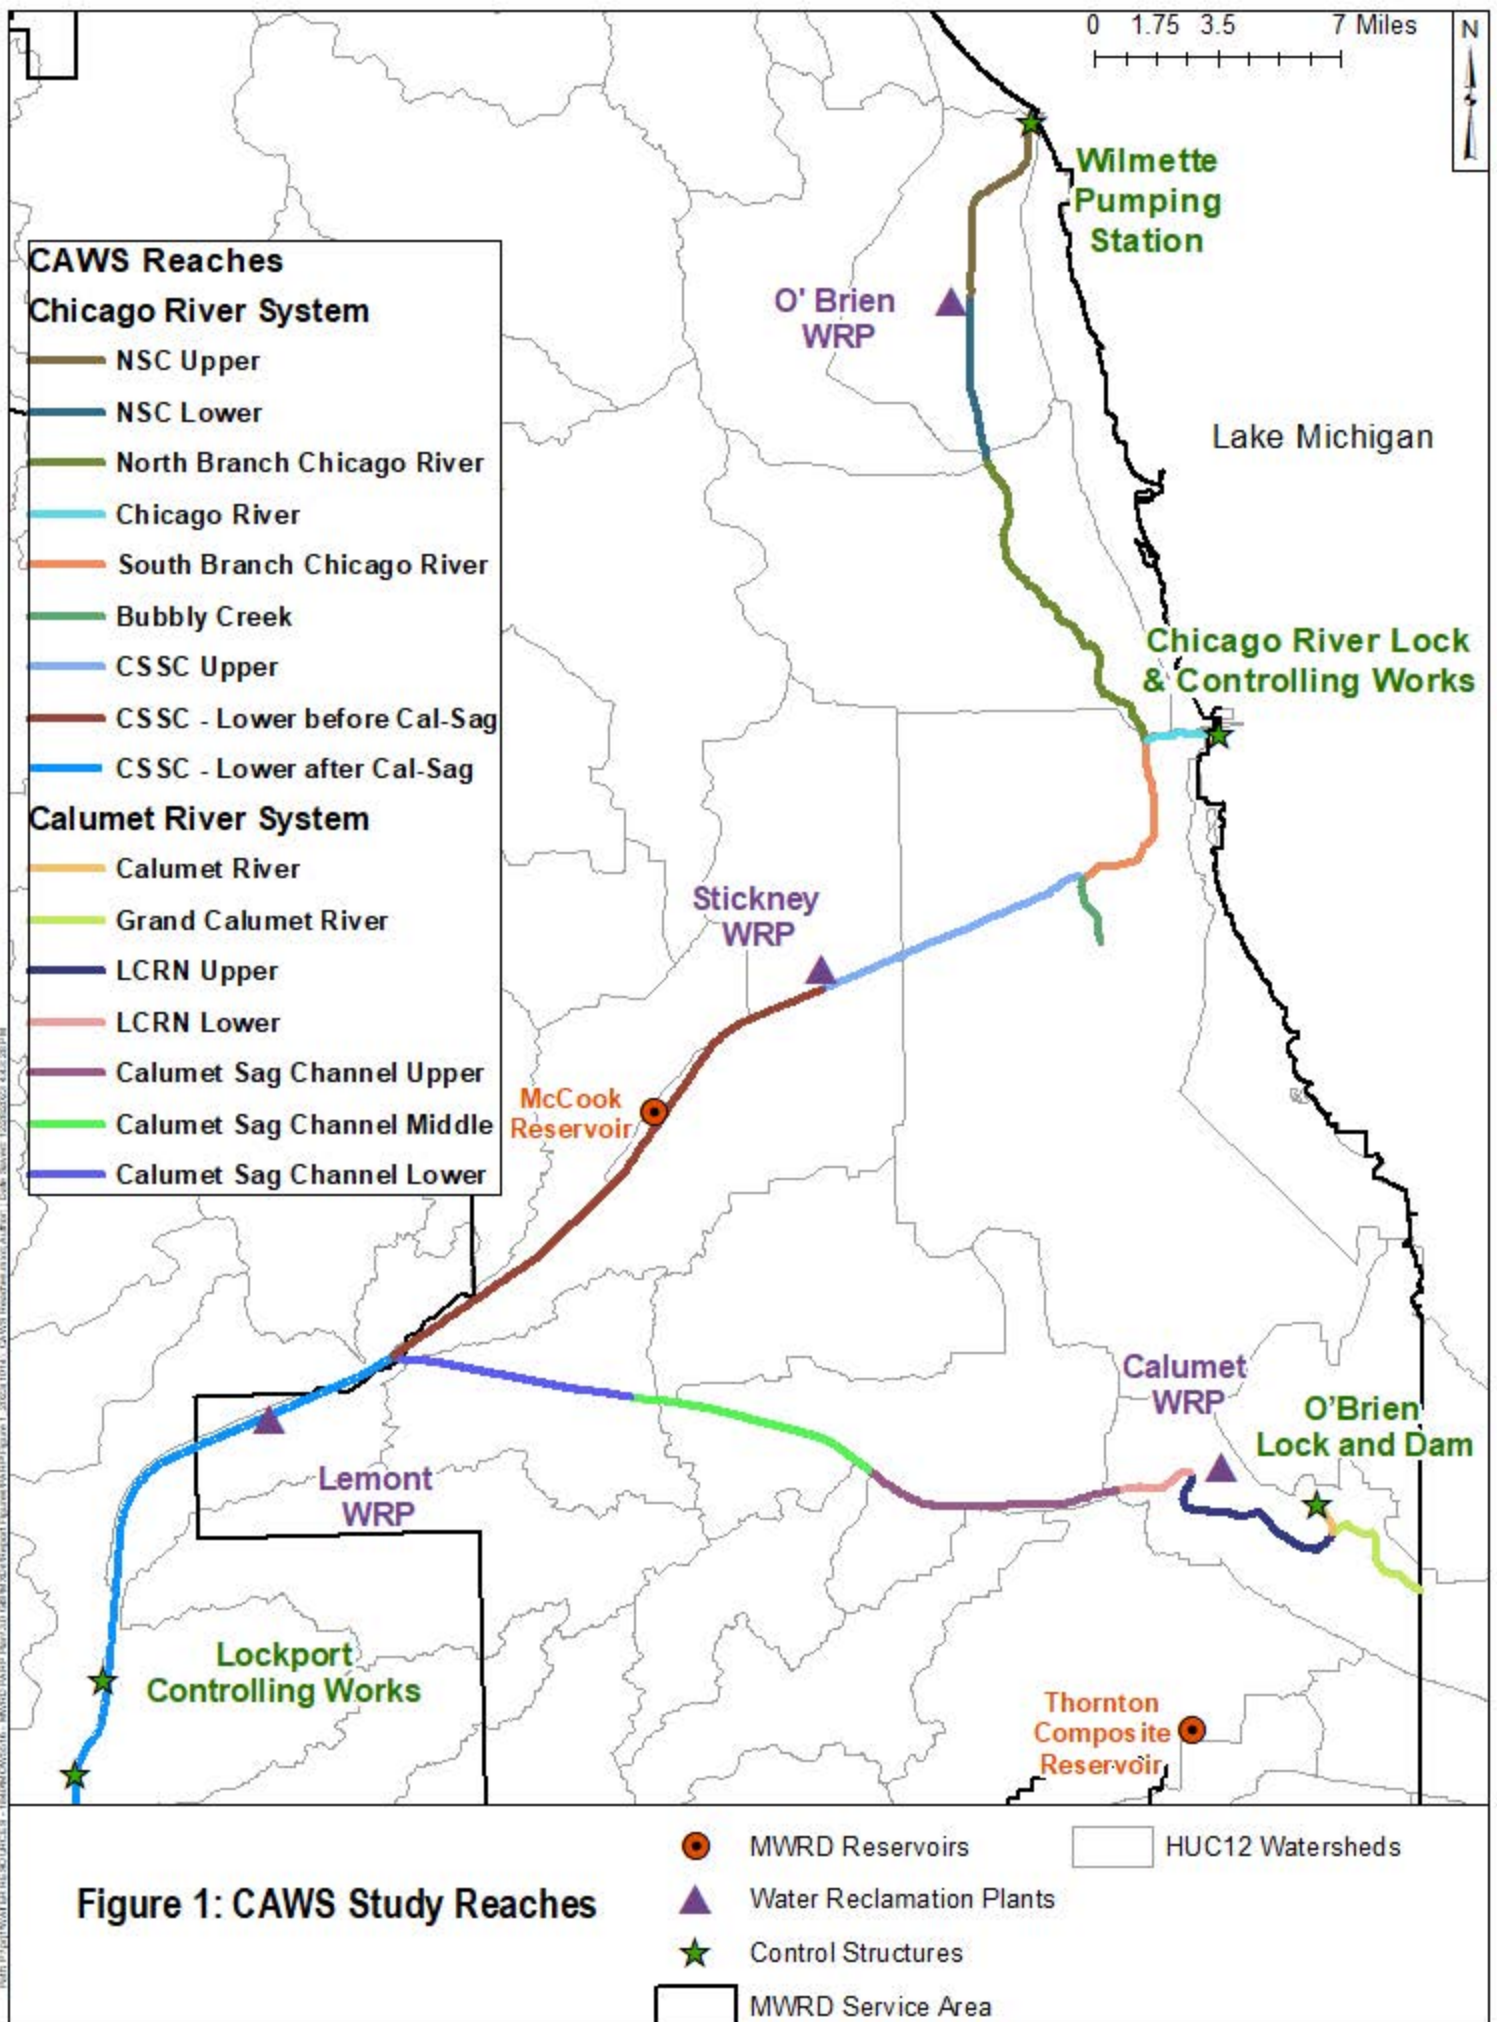 0 1.75 3.5 7 Miles
N
Wilmette
Pumping
Station
CAWS Reaches
Chicago River System
NSC Upper
NSC Lower
North Branch Chicago River
Chicago River
South Branch Chicago River
Bubbly Creek
CSSC Upper
CSSC - Lower before Cal-Sag
CSSC - Lower after Cal-Sag
Calumet River System
Calumet River
Grand Calumet River
LCRN Upper
LCRN Lower
Calumet Sag Channel Upper
Calumet Sag Channel Middle
Calumet Sag Channel Lower
O' Brien
WRP
Lake Michigan
Chicago River Lock
& Controlling Works
Stickney
WRP
McCook
Reservoir
Calumet
WRP
O'Brien
Lock and Dam
Lemont
WRP
Lockport
Controlling Works
Thornton
Composite
Reservoir
Figure 1: CAWS Study Reaches
MWRD Reservoirs
HUC12 Watersheds
Water Reclamation Plants
Control Structures
MWRD Service Area